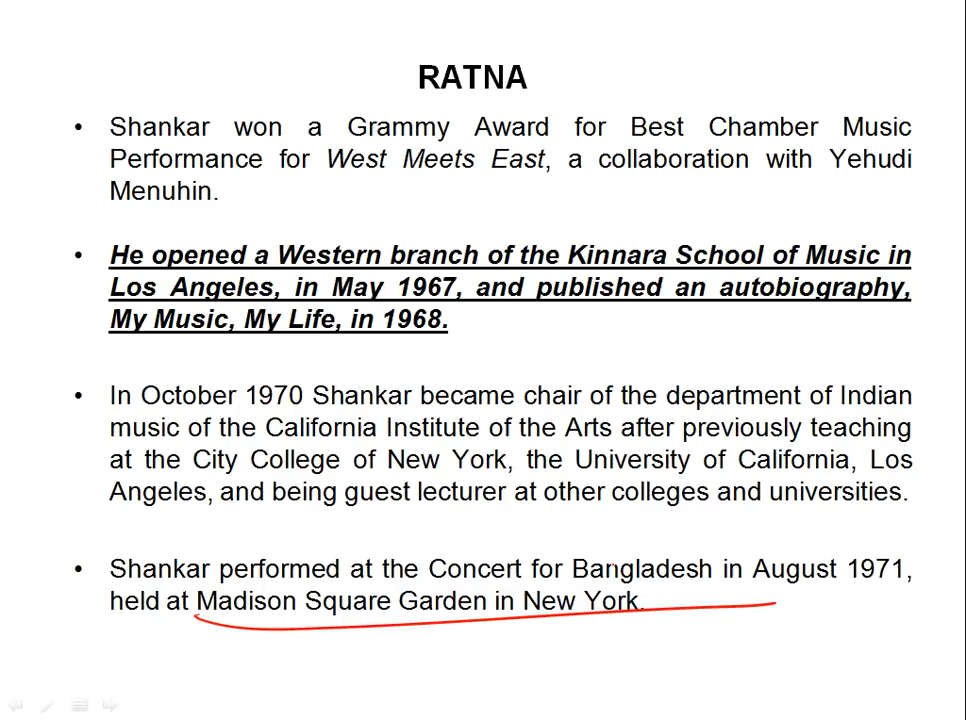 RATNA
• Shankar won a Grammy Award for Best Chamber Music
Performance for West Meets East, a collaboration with Yehudi
Menuhin.
• He opened a Western branch of the Kinnara School of Music in
Los Angeles, in May 1967, and published an autobiography,
My Music, My Life, in 1968.
• In October 1970 Shankar became chair of the department of Indian
music of the California Institute of the Arts after previously teaching
at the City College of New York, the University of California, Los
Angeles, and being guest lecturer at other colleges and universities.
• Shankar performed at the Concert for Bangladesh in August 1971,
held at Madison Square Garden in New York.